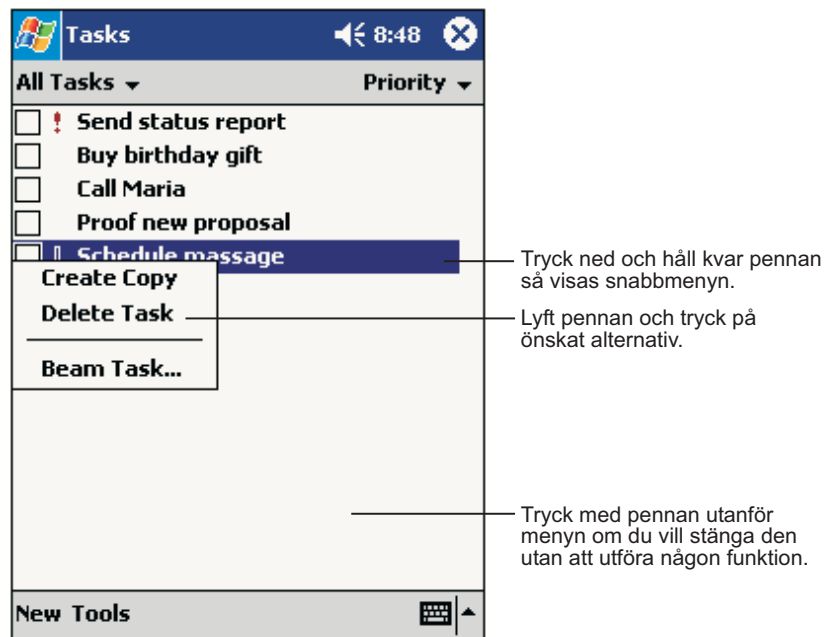 Tasks 8:48
All Tasks Priority
! Send status report
Buy birthday gift
Call Maria
Proof new proposal
Schedule massage
Create Copy
Delete Task
Beam Task...
Tryck ned och håll kvar pennan
så visas snabbmenyn.
Lyft pennan och tryck på
önskat alternativ.
Tryck med pennan utanför
menyn om du vill stänga den
utan att utföra någon funktion.
New Tools